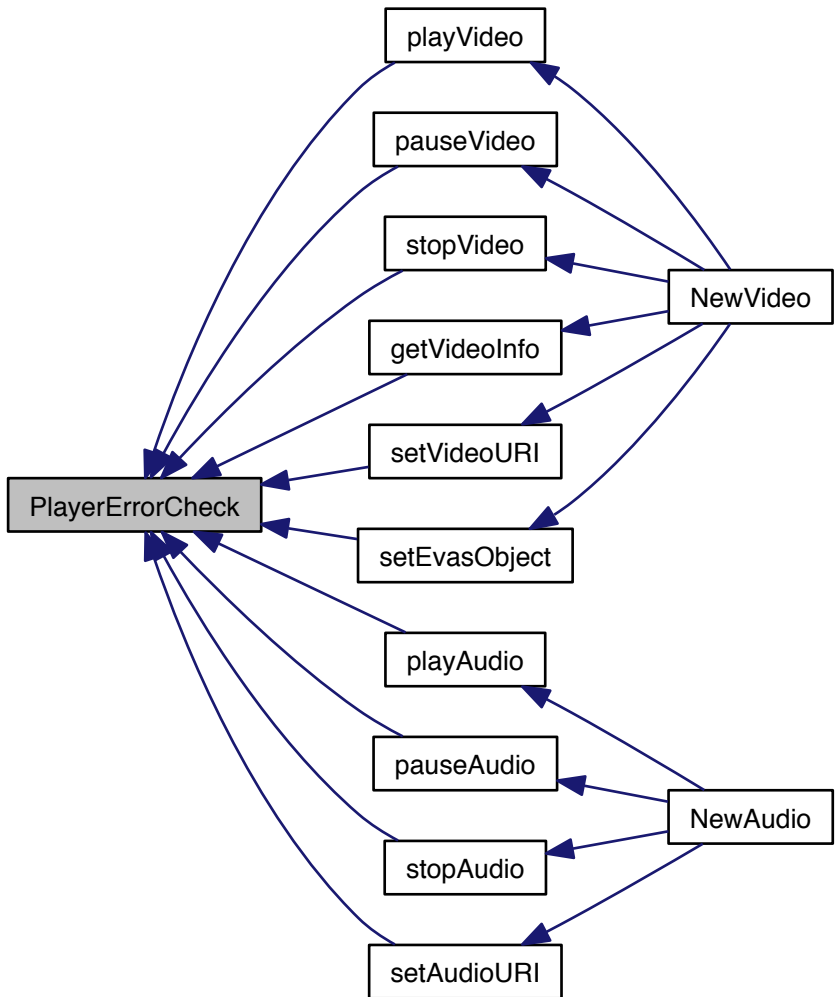 playVideo
pauseVideo
stopVideo
NewVideo
getVideoInfo
setVideoURI
PlayerErrorCheck
setEvasObject
playAudio
pauseAudio
NewAudio
stopAudio
setAudioURI